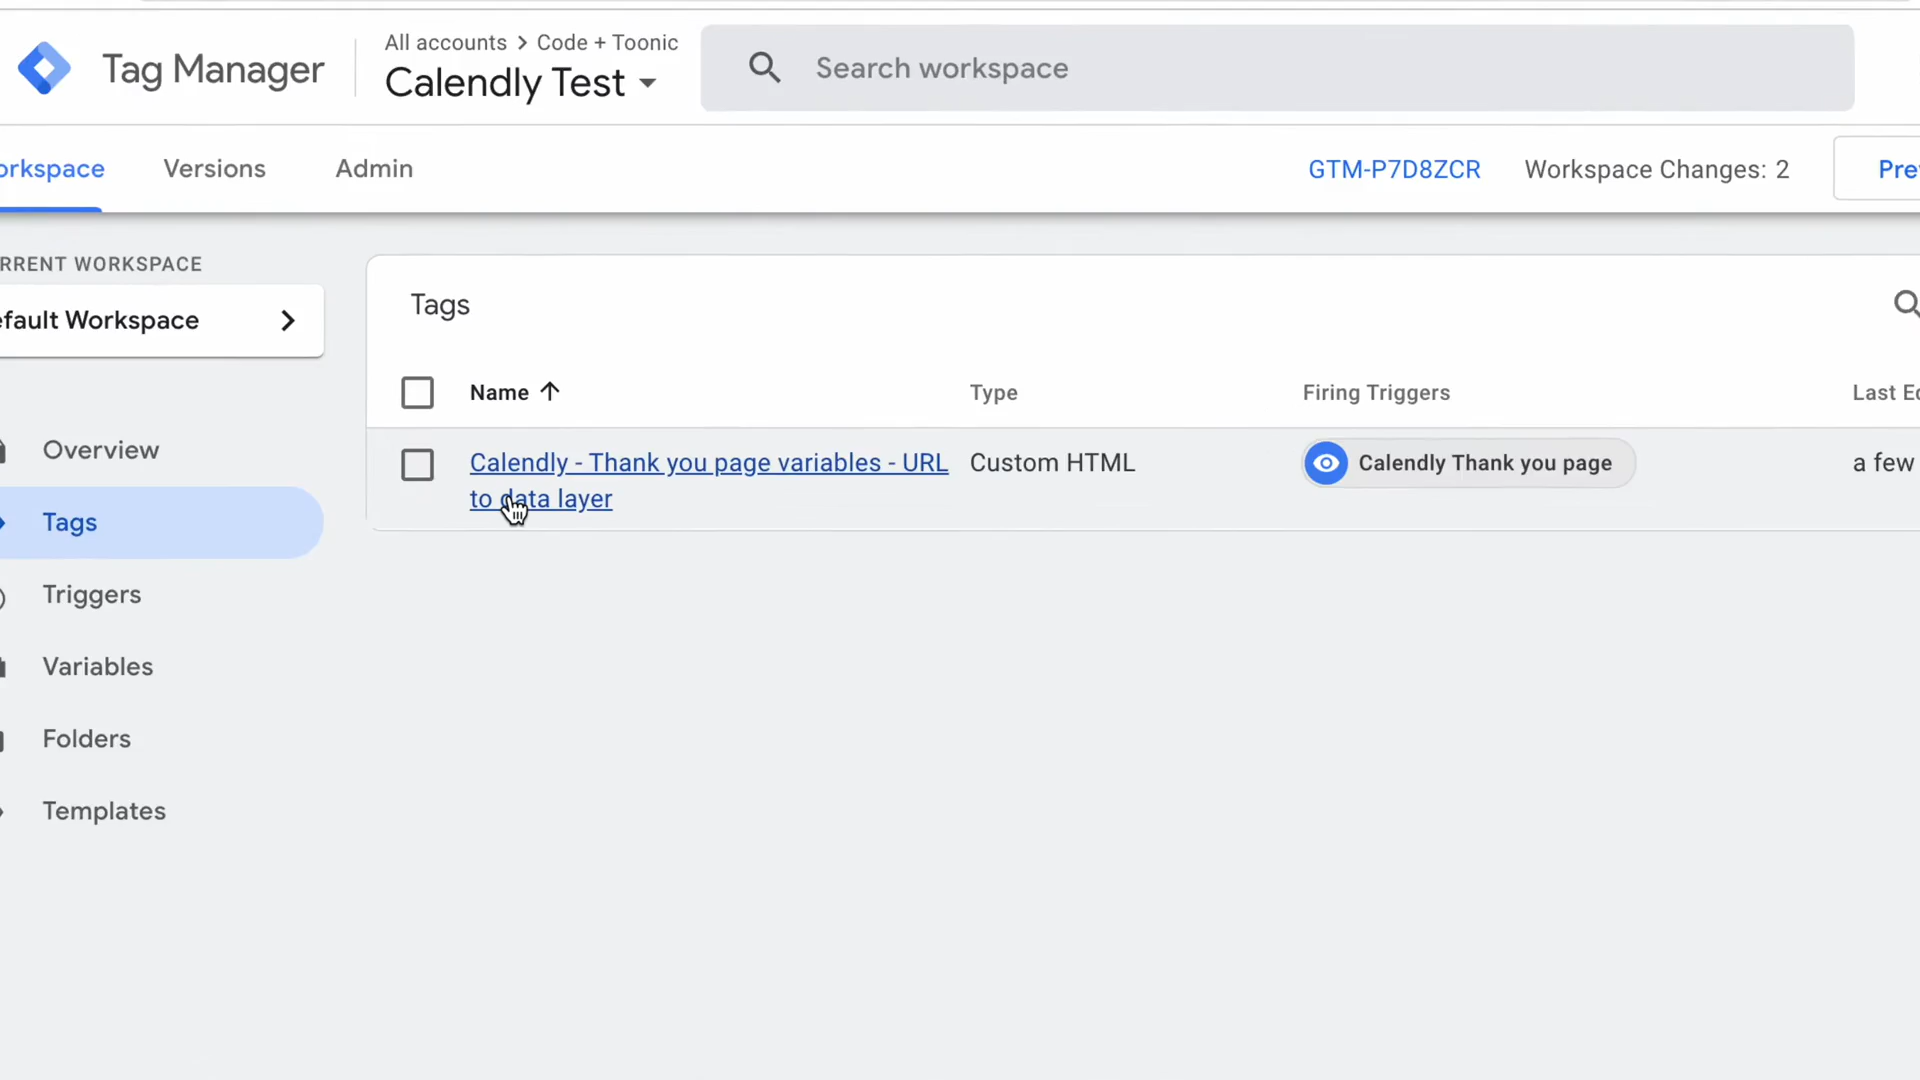 All accounts > Code + Toonic
Tag Manager
Calendly Test
Search workspace
orkspace
Versions
Admin
GTM-P7D8ZCR
Workspace Changes: 2
Pre
RRENT WORKSPACE
efault Workspace
Tags
Name
Type
Firing Triggers
Last Ed
Calendly - Thank you page variables - URL
to data layer
Custom HTML
Calendly Thank you page
a few
Overview
Tags
Triggers
Variables
Folders
Templates